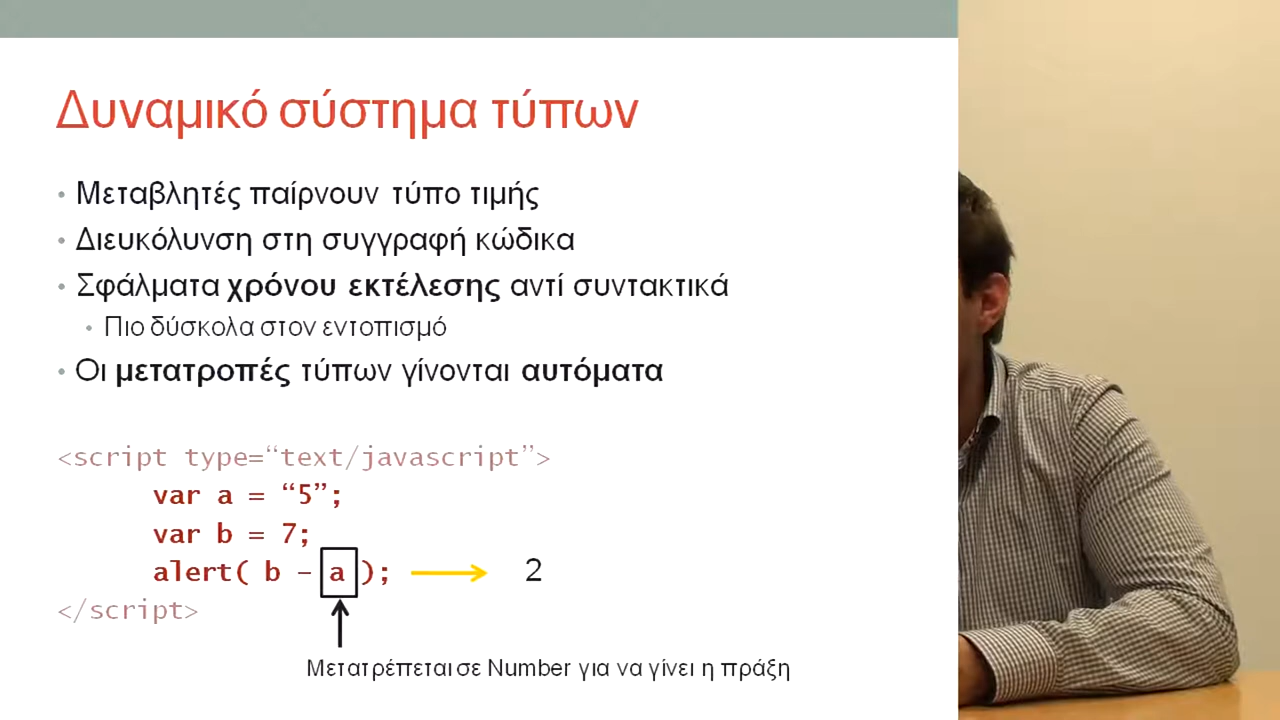 Δυναμικό σύστημα τύπων
• Μεταβλητές παίρνουν τύπο τιμής
• Διευκόλυνση στη συγγραφή κώδικα
• Σφάλματα χρόνου εκτέλεσης αντί συντακτικά
• Πιο δύσκολα στον εντοπισμό
• Οι μετατροπές τύπων γίνονται αυτόματα
<script type=“text/javascript”>
var a = “5”;
var b = 7;
alert( b – a ); 2
</script>
Μετατρέπεται σε Number για να γίνει η πράξη